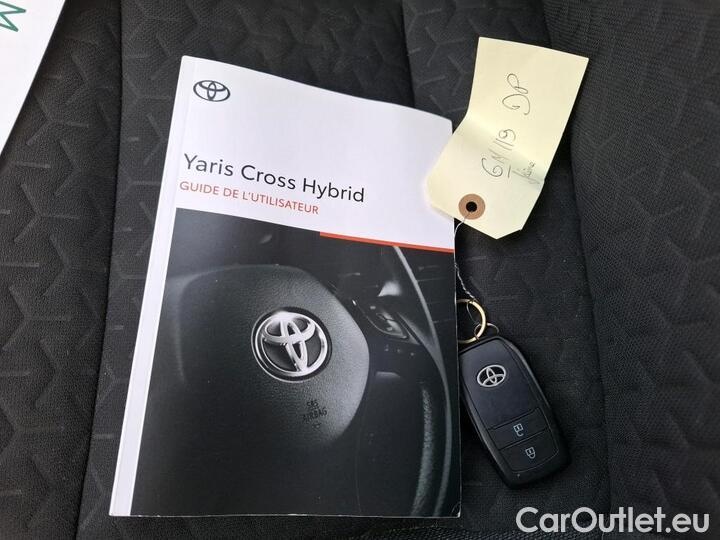 M
Yaris Cross Hybrid
GUIDE DE L'UTILISATEUR
SRS
AIRBAG
CarOutlet.eu